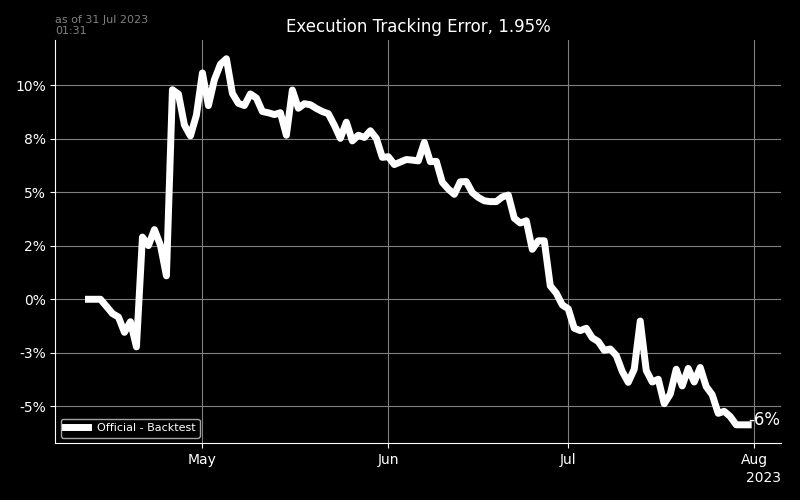 as of 31 Jul 2023
01:31
Execution Tracking Error, 1.95%
10%
8%
5%
2%
0%
-3%
-5%
-6%
Official - Backtest
May
Jun
Jul
Aug
2023